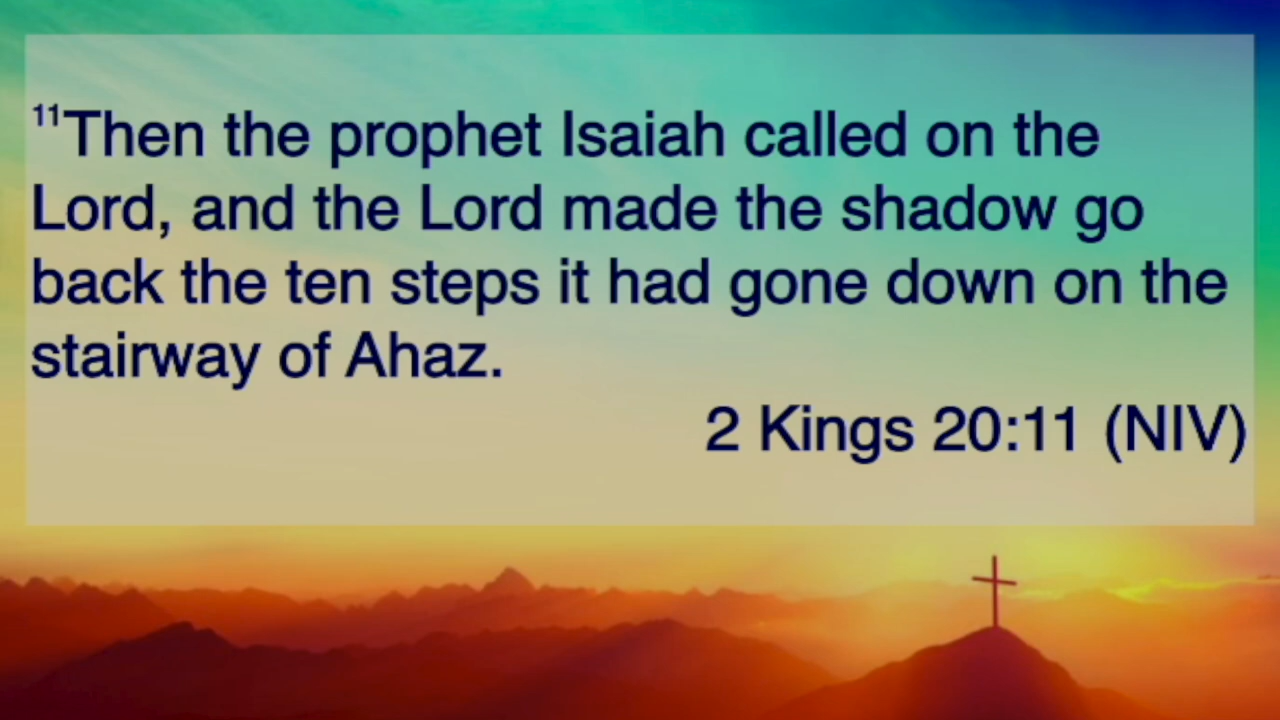 ¹¹Then the prophet Isaiah called on the
Lord, and the Lord made the shadow go
back the ten steps it had gone down on the
stairway of Ahaz.
2 Kings 20:11 (NIV)